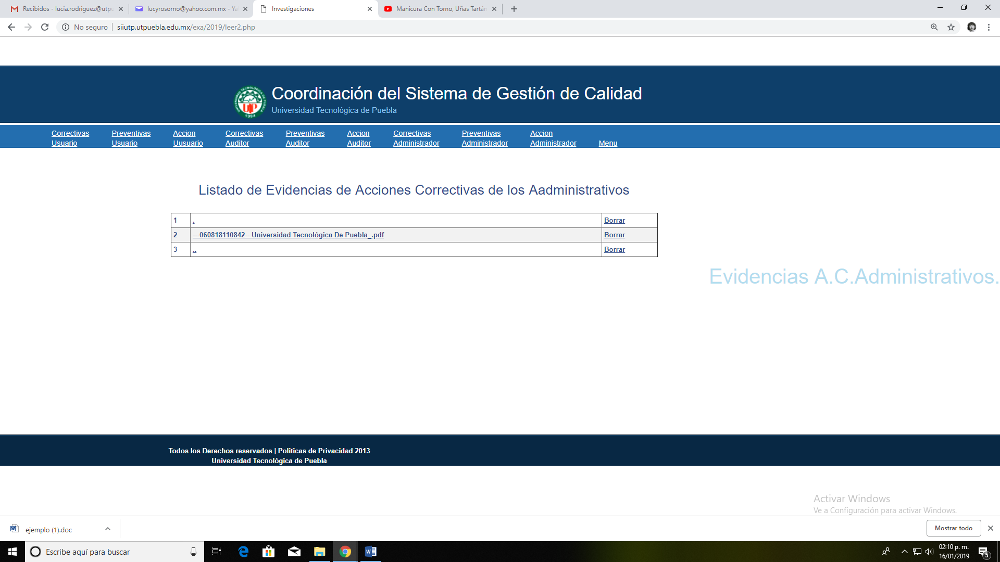 Recibidos - lucia.rodriguez@utpu
lucyrosorno@yahoo.com.mx - Ya
Investigaciones
Manicura Con Torno, Uñas Tartán
No seguro
siiutp.utpuebla.edu.mx/exa/2019/leer2.php
Coordinación del Sistema de Gestión de Calidad
Universidad Tecnológica de Puebla
Correctivas Usuario
Preventivas Usuario
Accion Uusuario
Correctivas Auditor
Preventivas Auditor
Accion Auditor
Correctivas Administrador
Preventivas Administrador
Accion Administrador
Menu
Listado de Evidencias de Acciones Correctivas de los Aadministrativos
1 . Borrar
2 ---060818110842-- Universidad Tecnológica De Puebla_.pdf Borrar
3 .. Borrar
Evidencias A.C.Administrativos.
Todos los Derechos reservados | Politicas de Privacidad 2013
Universidad Tecnológica de Puebla
Activar Windows
Ve a Configuración para activar Windows.
ejemplo (1).doc
Mostrar todo
Escribe aquí para buscar
02:10 p. m.
16/01/2019
5